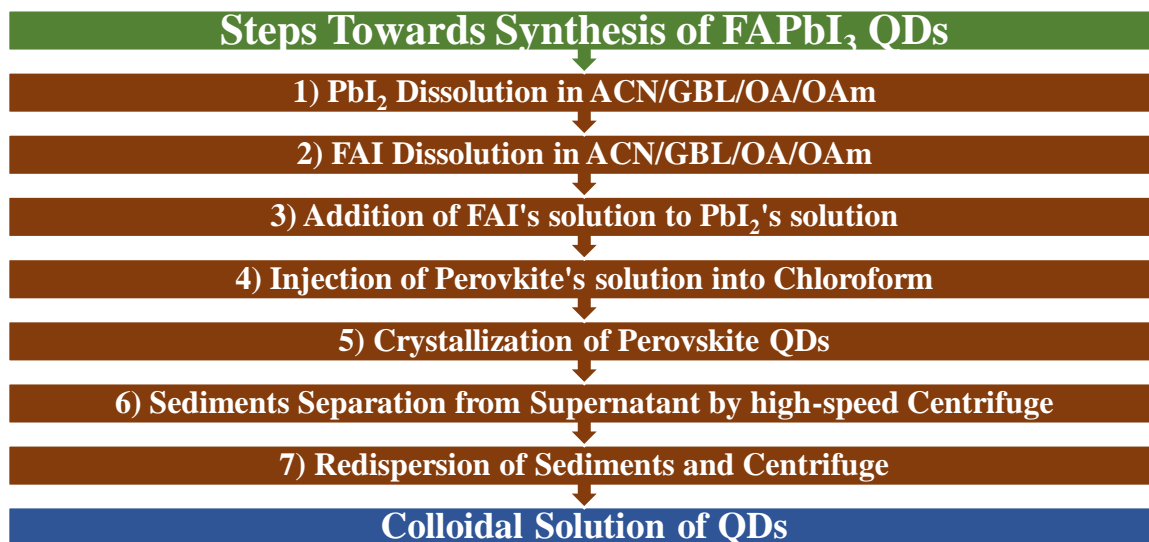 Steps Towards Synthesis of FAPbI₃ QDs
1) PbI₂ Dissolution in ACN/GBL/OA/OAm
2) FAI Dissolution in ACN/GBL/OA/OAm
3) Addition of FAI's solution to PbI₂'s solution
4) Injection of Perovkite's solution into Chloroform
5) Crystallization of Perovskite QDs
6) Sediments Separation from Supernatant by high-speed Centrifuge
7) Redispersion of Sediments and Centrifuge
Colloidal Solution of QDs